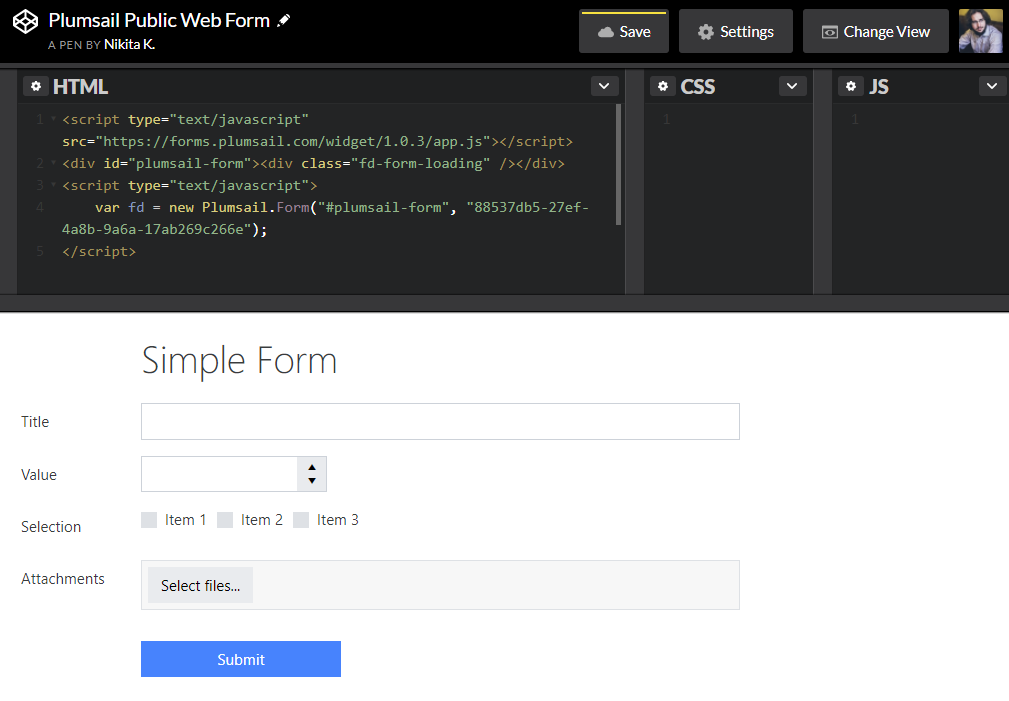 Plumsail Public Web Form
A PEN BY Nikita K.
Save
Settings
Change View
HTML
CSS
JS
1 <script type="text/javascript"
src="https://forms.plumsail.com/widget/1.0.3/app.js"></script>
2 <div id="plumsail-form"><div class="fd-form-loading" /></div>
3 <script type="text/javascript">
4 var fd = new Plumsail.Form("#plumsail-form", "88537db5-27ef-
4a8b-9a6a-17ab269c266e");
5 </script>
1
1
Simple Form
Title
Value
Selection
Item 1
Item 2
Item 3
Attachments
Select files...
Submit